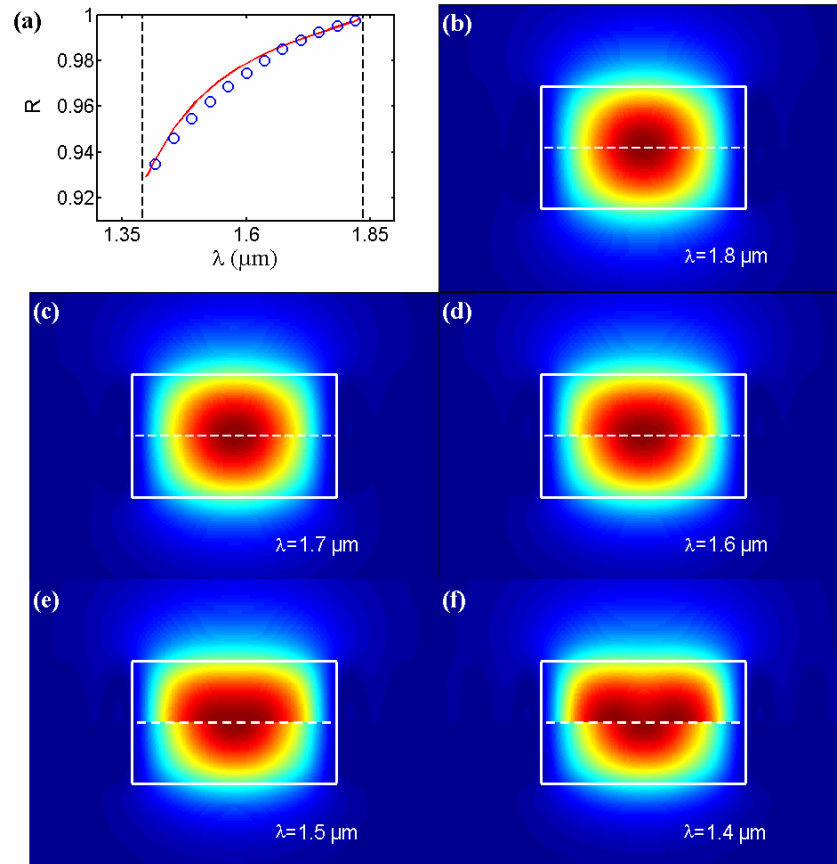 (a)
1
0.98
0.96
0.94
0.92
R
1.35
1.6
1.85
λ (μm)
(b)
λ=1.8 μm
(c)
λ=1.7 μm
(d)
λ=1.6 μm
(e)
λ=1.5 μm
(f)
λ=1.4 μm